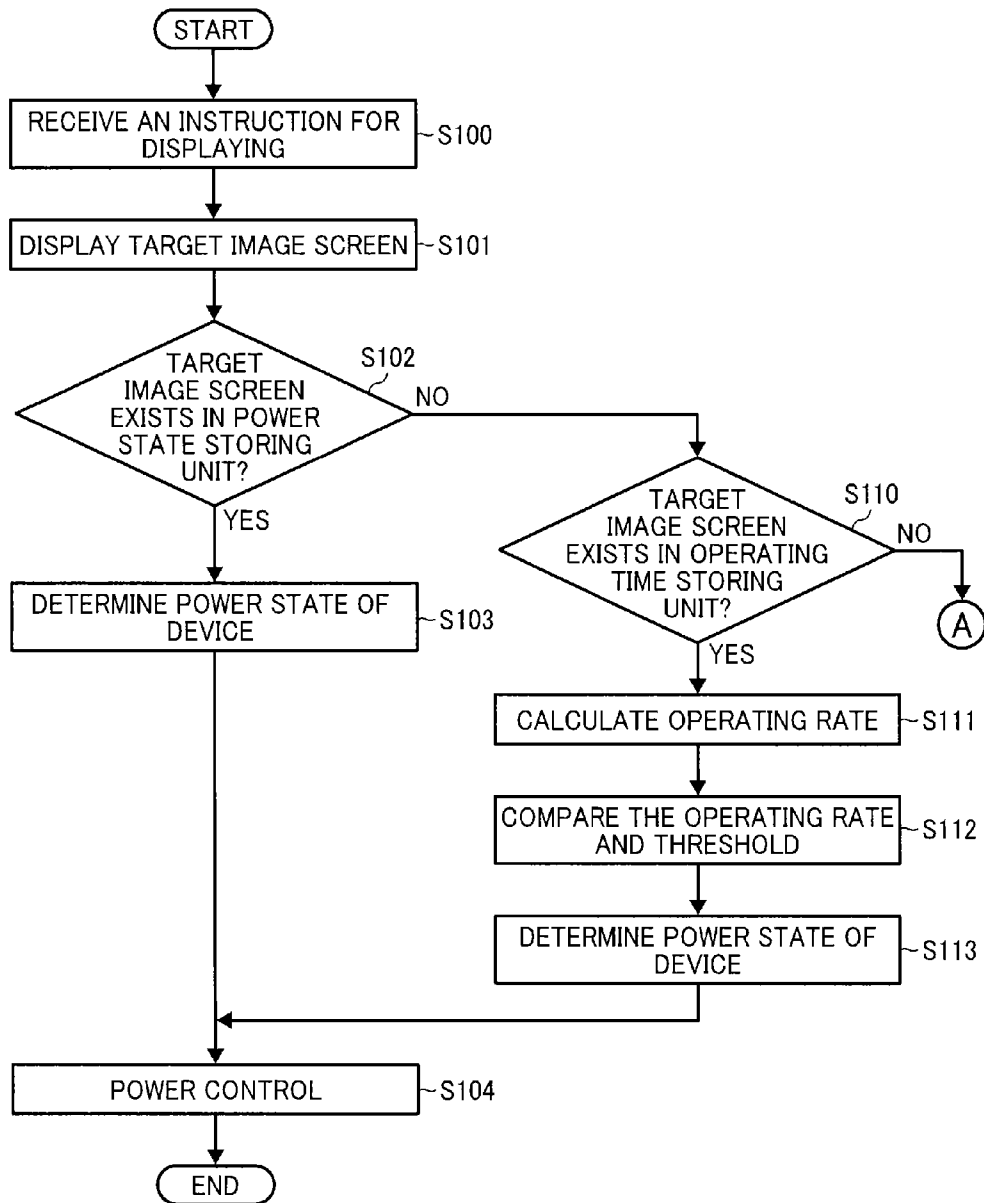 START
RECEIVE AN INSTRUCTION FOR
DISPLAYING
S100
DISPLAY TARGET IMAGE SCREEN
S101
TARGET
IMAGE SCREEN
EXISTS IN POWER
STATE STORING
UNIT?
S102
NO
YES
DETERMINE POWER STATE OF
DEVICE
S103
TARGET
IMAGE SCREEN
EXISTS IN OPERATING
TIME STORING
UNIT?
S110
NO
A
YES
CALCULATE OPERATING RATE
S111
COMPARE THE OPERATING RATE
AND THRESHOLD
S112
DETERMINE POWER STATE OF
DEVICE
S113
POWER CONTROL
S104
END